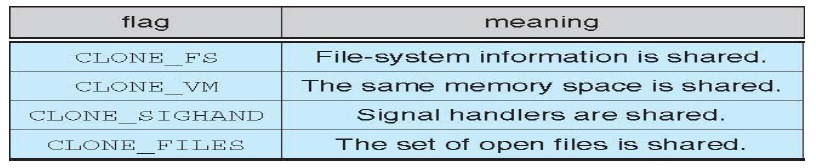 flag meaning
CLONE_FS File-system information is shared.
CLONE_VM The same memory space is shared.
CLONE_SIGHAND Signal handlers are shared.
CLONE_FILES The set of open files is shared.